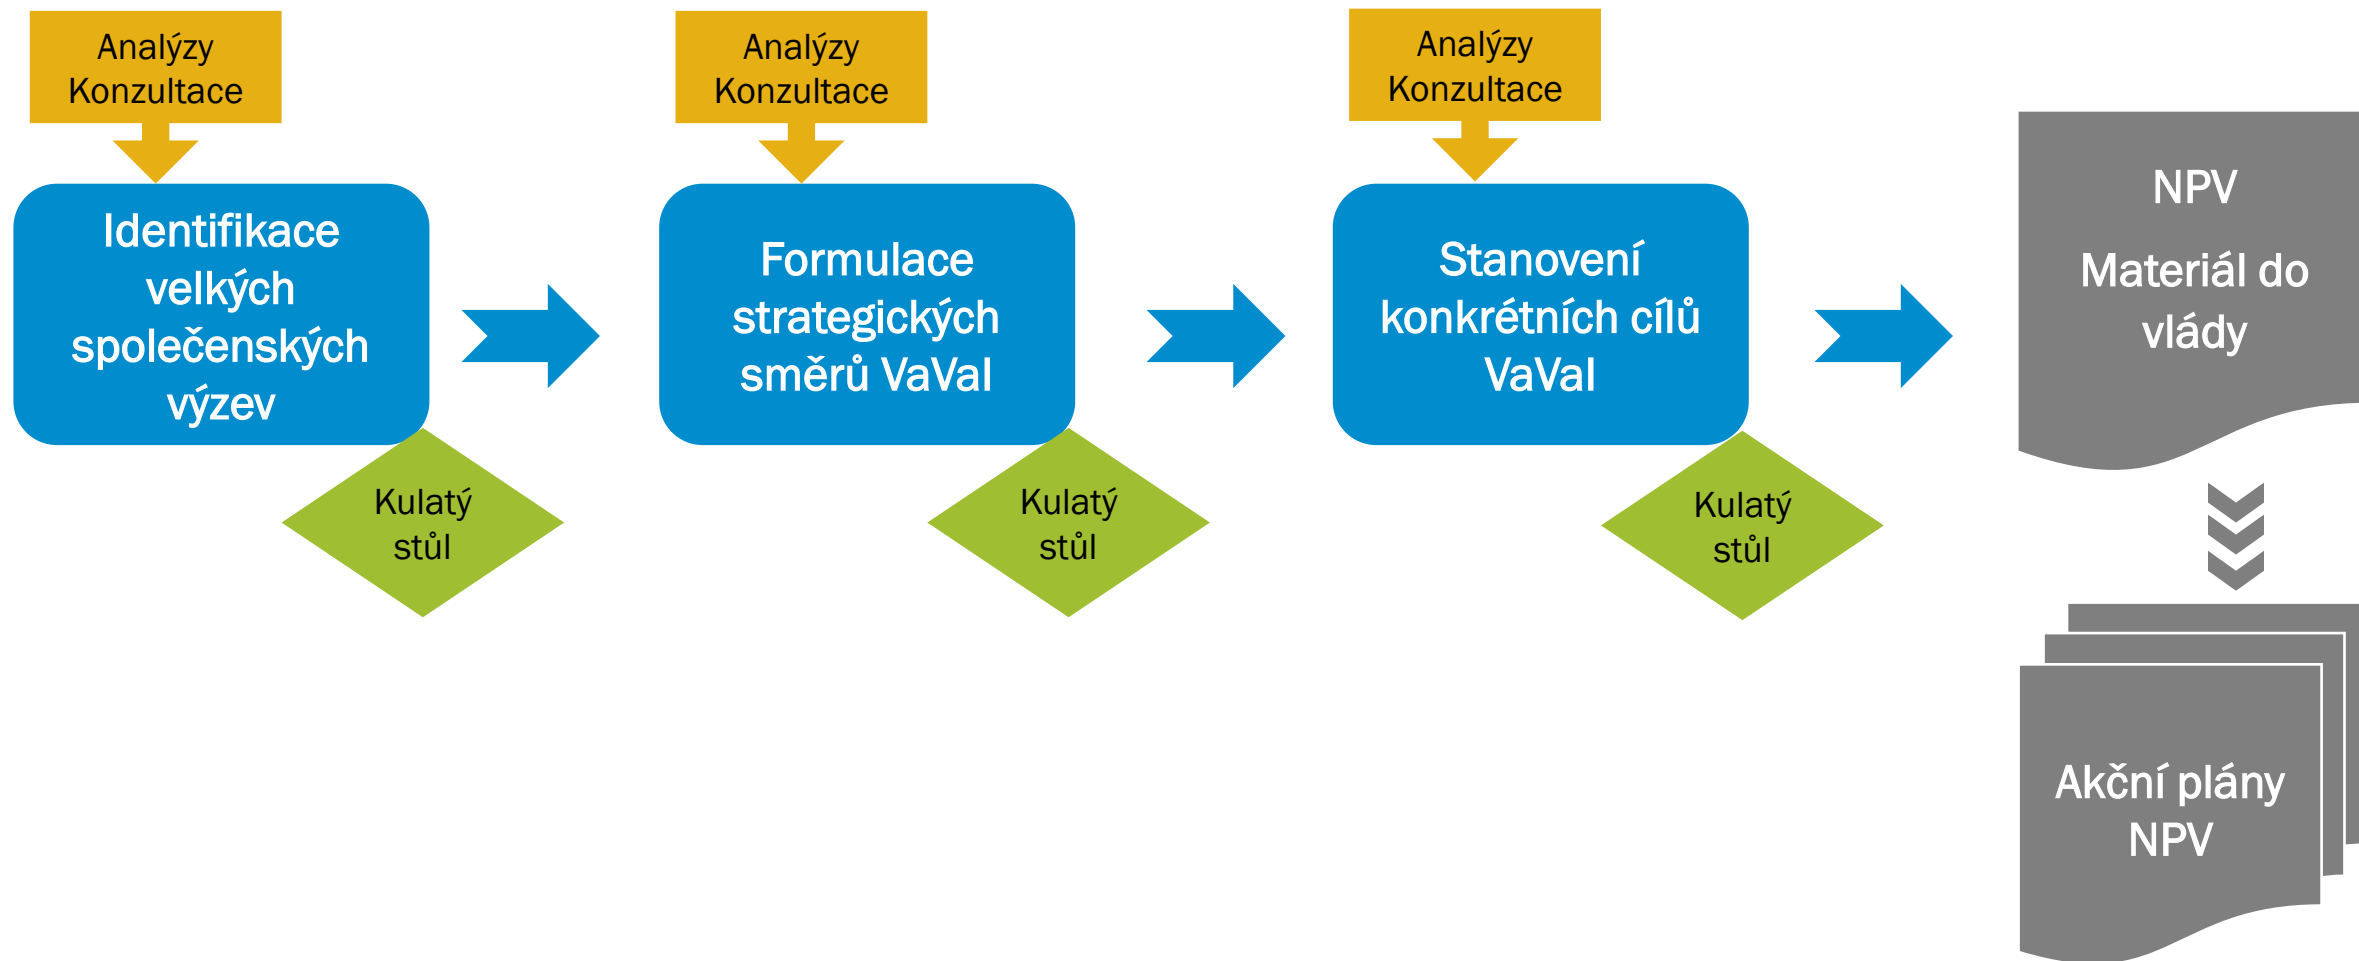 Analýzy
Konzultace
Identifikace
velkých
společenských
výzev
Kulatý
stůl
Analýzy
Konzultace
Formulace
strategických
směrů VaVaI
Kulatý
stůl
Analýzy
Konzultace
Stanovení
konkrétních cílů
VaVaI
Kulatý
stůl
NPV
Materiál do
vlády
Akční plány
NPV